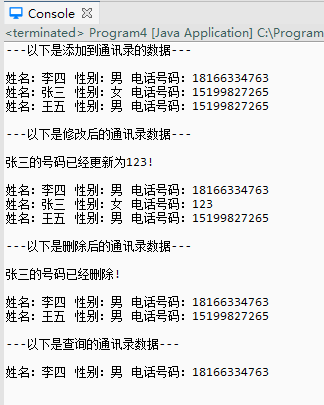 Console
<terminated> Program4 [Java Application] C:\Program
---以下是添加到通讯录的数据---
姓名：李四 性别：男 电话号码：18166334763
姓名：张三 性别：女 电话号码：15199827265
姓名：王五 性别：男 电话号码：15199827265
---以下是修改后的通讯录数据---
张三的号码已经更新为123!
姓名：李四 性别：男 电话号码：18166334763
姓名：张三 性别：女 电话号码：123
姓名：王五 性别：男 电话号码：15199827265
---以下是删除后的通讯录数据---
张三的号码已经删除!
姓名：李四 性别：男 电话号码：18166334763
姓名：王五 性别：男 电话号码：15199827265
---以下是查询的通讯录数据---
姓名：李四 性别：男 电话号码：18166334763